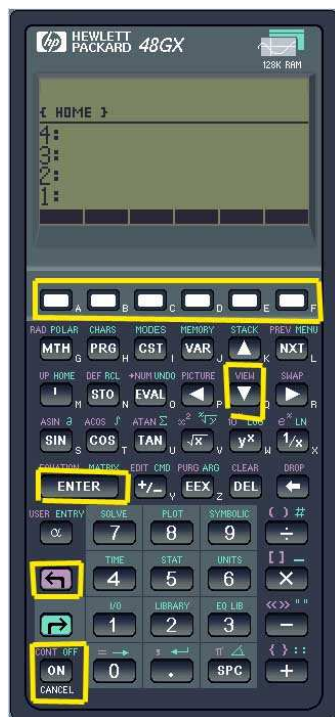 hp HEWLETT PACKARD 48GX
128K RAM
{ HOME }
4:
3:
2:
1:
A B C D E F
RAD POLAR CHARS MODES MEMORY STACK PREV MENU
MTH G PRG H CST I VAR J ▲ K NXT L
UP HOME DEF RCL →NUM UNDO PICTURE VIEW SWAP
' M STO N EVAL O ◀ P ▼ Q ▶ R
ASIN ∂ ACOS ∫ ATAN Σ x² ˣ√y 10ˣ LOG eˣ LN
SIN S COS T TAN U √x V yˣ W 1/x X
EQUATION MATRIX EDIT CMD PURG ARG CLEAR DROP
ENTER +/- Y EEX Z DEL ←
USER ENTRY SOLVE PLOT SYMBOLIC ( ) #
α 7 8 9 ÷
TIME STAT UNITS [ ] _
4 5 6 ×
I/O LIBRARY EQ LIB «» " "
1 2 3 −
CONT OFF = → , ↵ π ∠ { } : :
ON 0 . SPC +
CANCEL